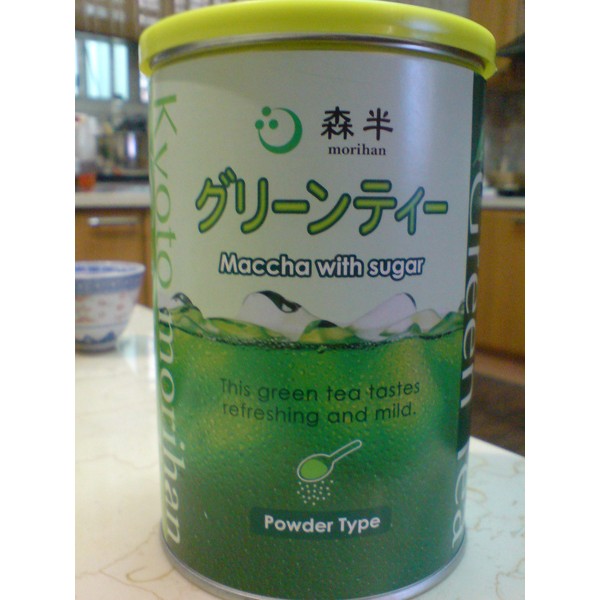 森半
morihan
グリーンティー
Maccha with sugar
This green tea tastes
refreshing and mild.
Powder Type
Kyoto morihan
Green Tea